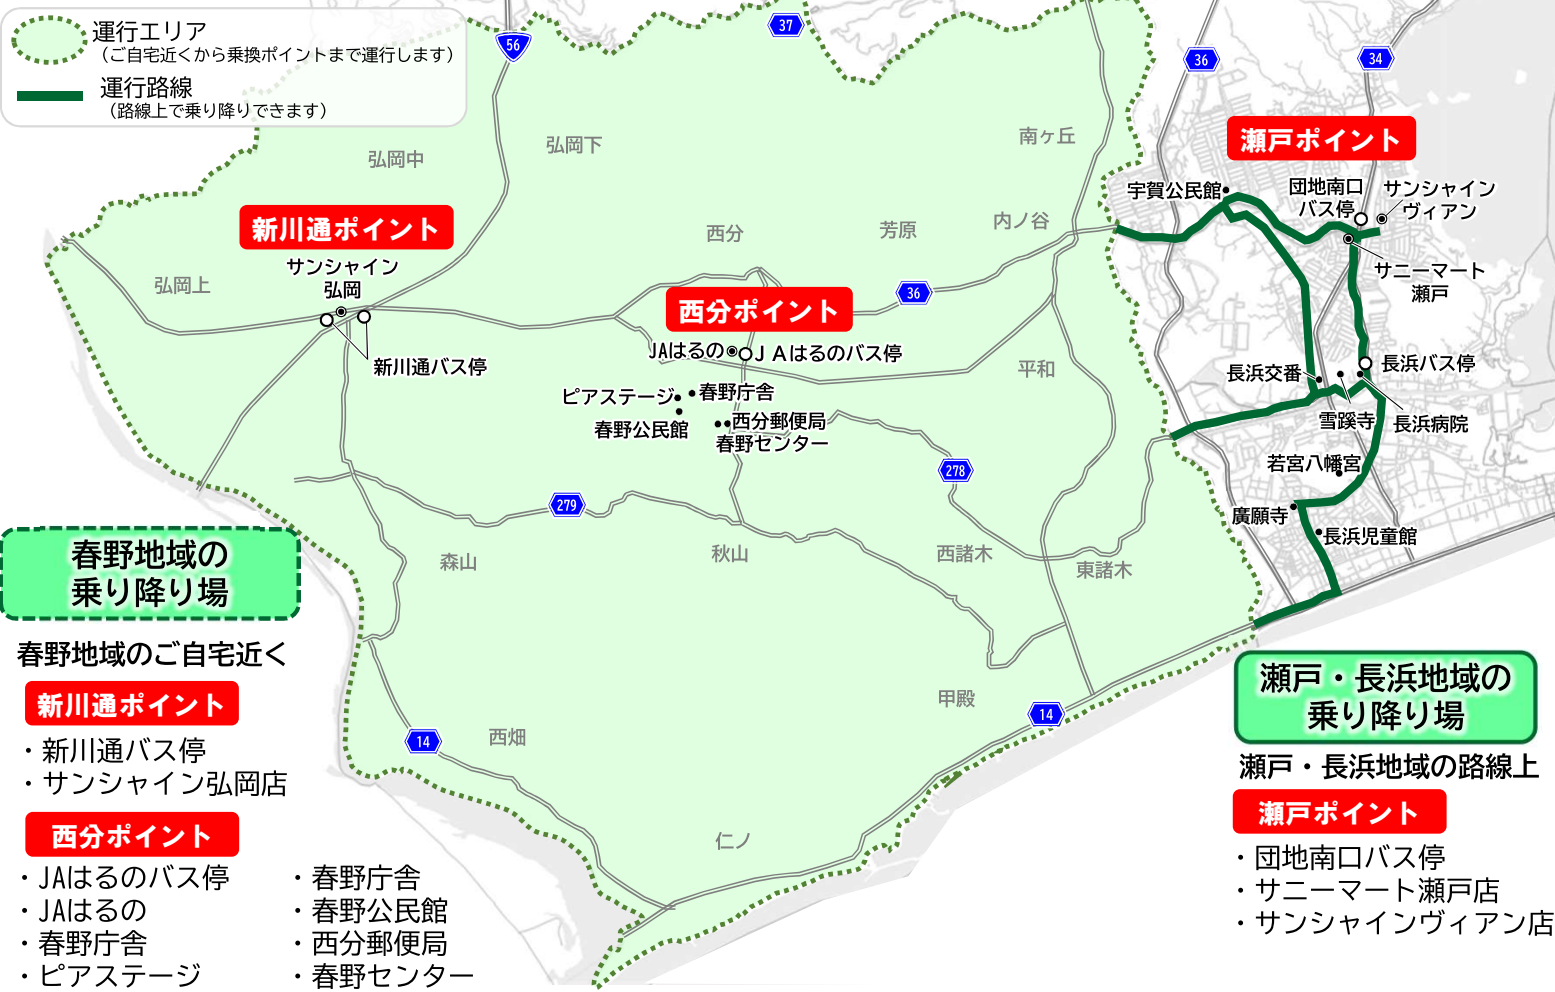 運行エリア
（ご自宅近くから乗換ポイントまで運行します）
運行路線
（路線上で乗り降りできます）
56
37
36
34
弘岡中
弘岡下
南ヶ丘
瀬戸ポイント
宇賀公民館
団地南口
バス停
サンシャイン
ヴィアン
新川通ポイント
西分
芳原
内ノ谷
サンシャイン
弘岡
弘岡上
サニーマート
瀬戸
36
西分ポイント
新川通バス停
JAはるの
ＪＡはるのバス停
平和
長浜交番
長浜バス停
ピアステージ
春野庁舎
春野公民館
西分郵便局
春野センター
雪蹊寺
長浜病院
278
若宮八幡宮
279
廣願寺
長浜児童館
森山
秋山
西諸木
東諸木
春野地域の
乗り降り場
春野地域のご自宅近く
新川通ポイント
・新川通バス停
・サンシャイン弘岡店
西分ポイント
・JAはるのバス停
・JAはるの
・春野庁舎
・ピアステージ
・春野庁舎
・春野公民館
・西分郵便局
・春野センター
14
西畑
甲殿
14
仁ノ
瀬戸・長浜地域の
乗り降り場
瀬戸・長浜地域の路線上
瀬戸ポイント
・団地南口バス停
・サニーマート瀬戸店
・サンシャインヴィアン店